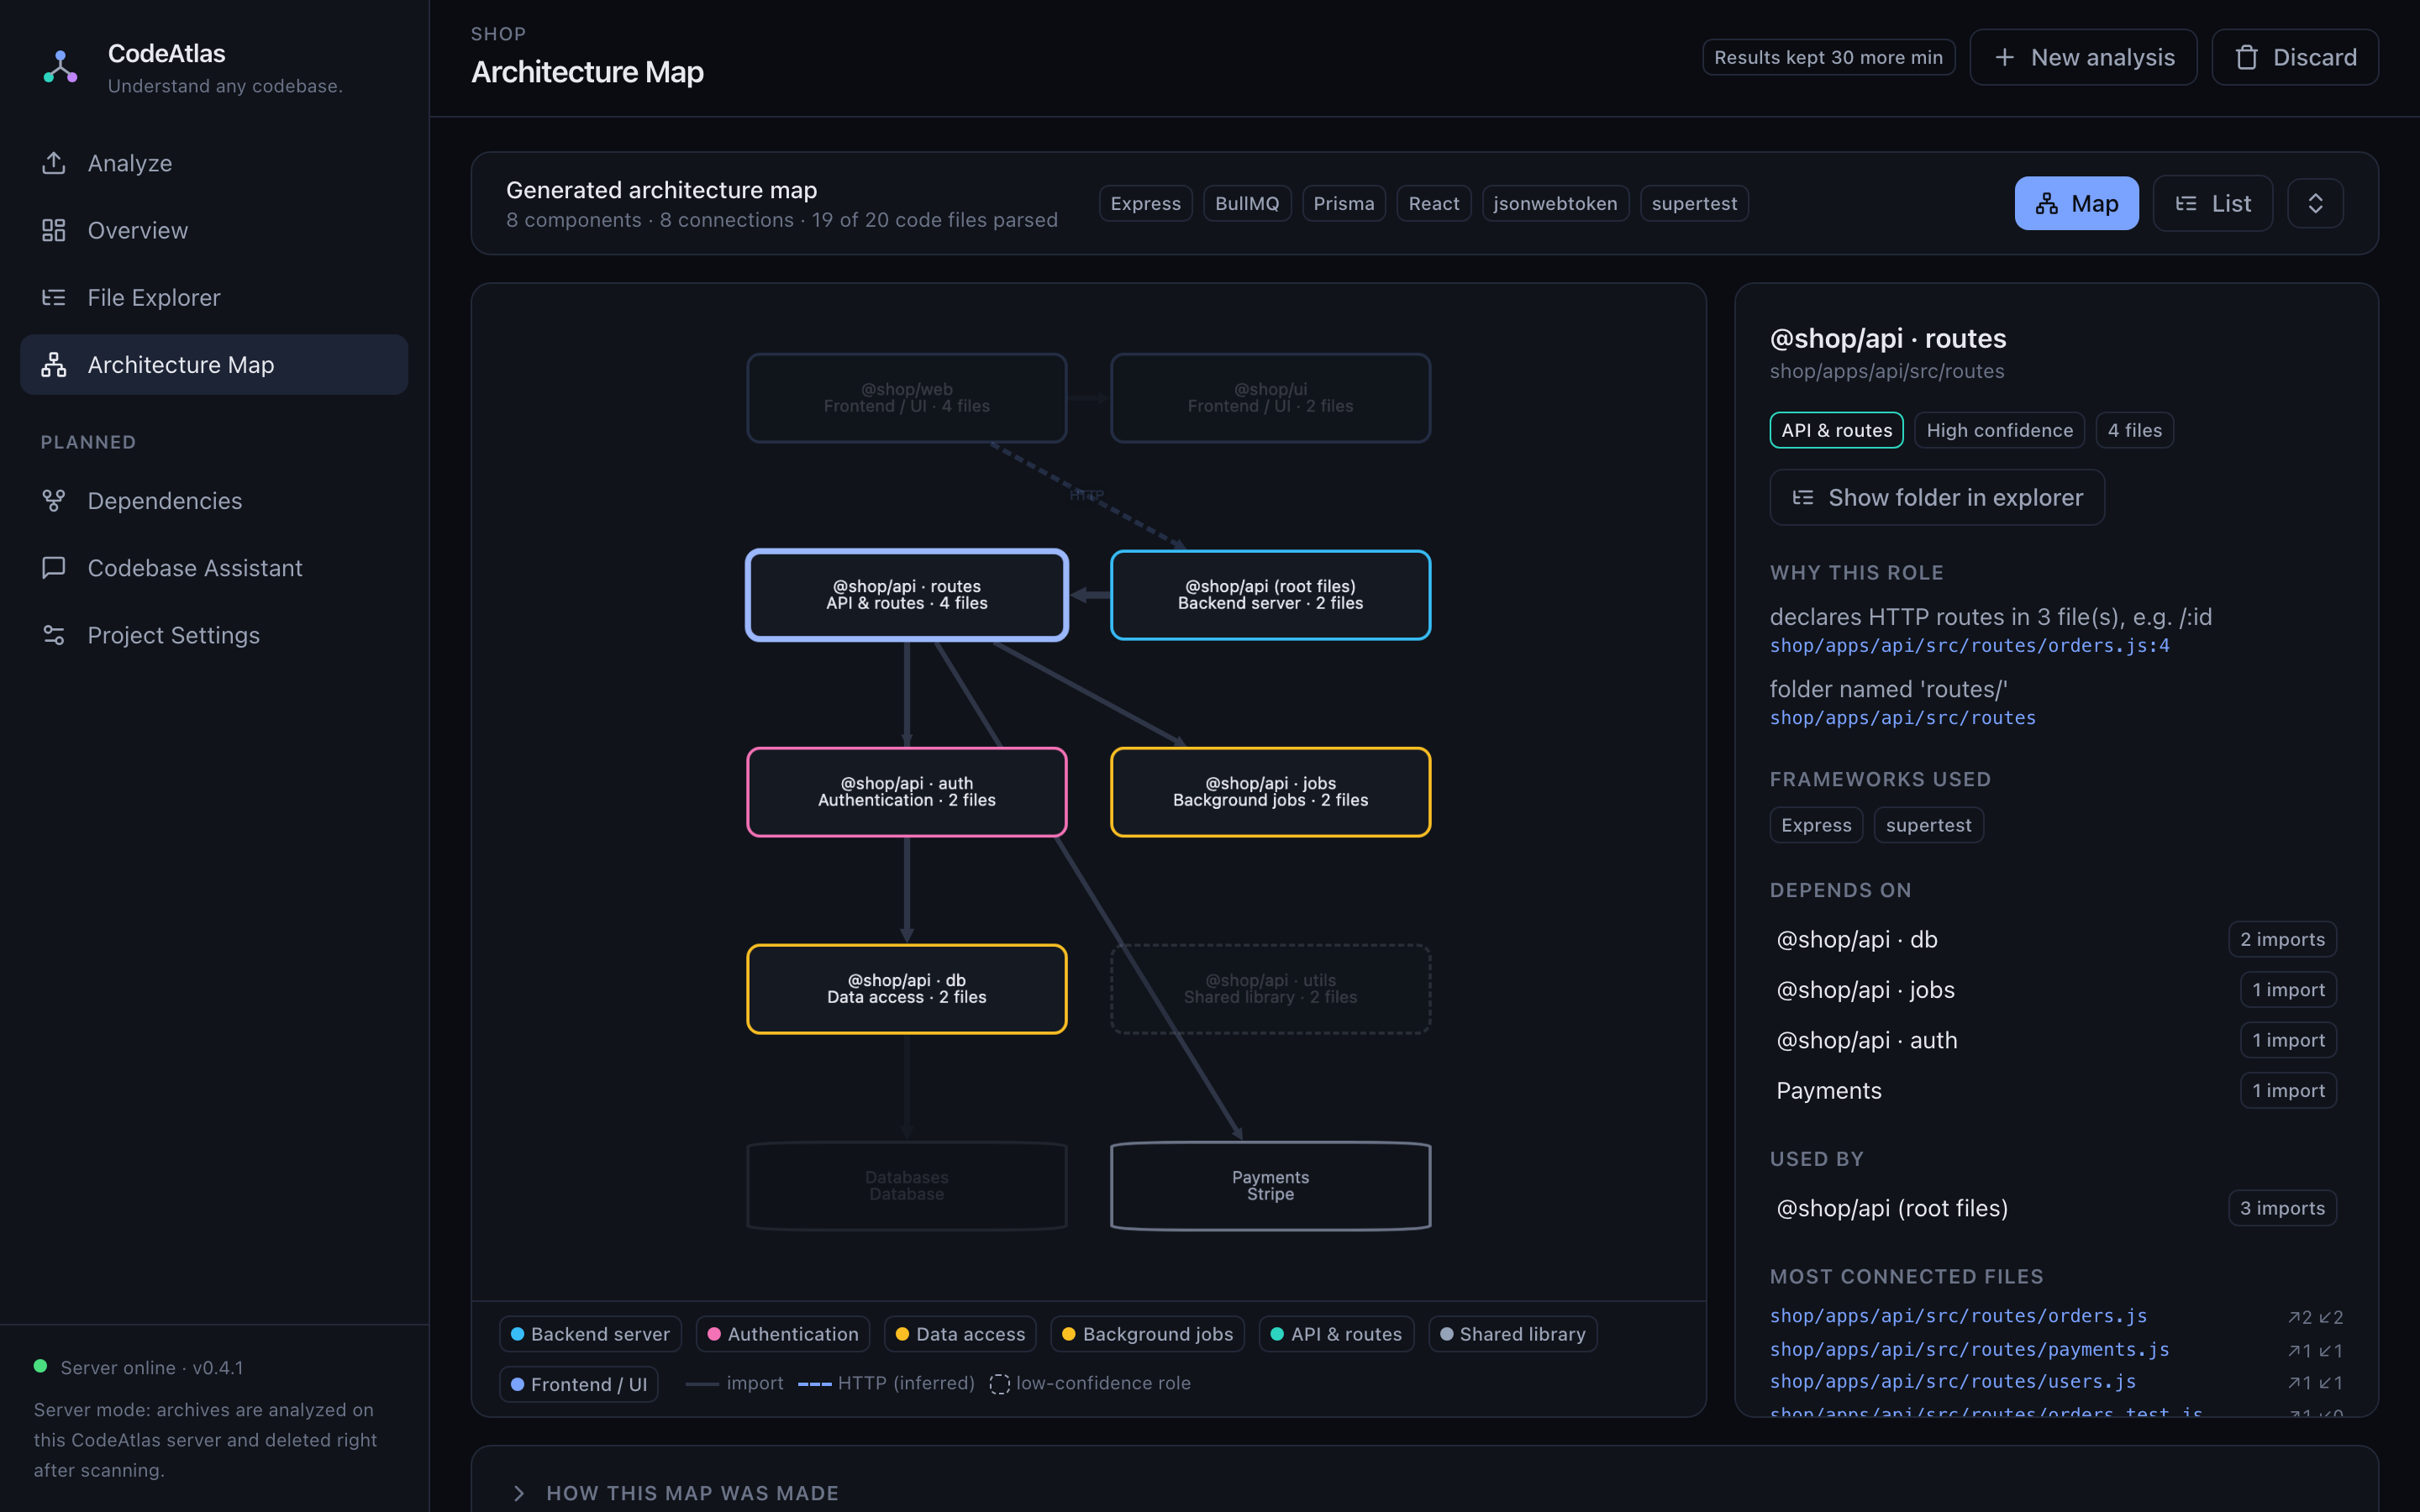 CodeAtlas
Understand any codebase.
Analyze
Overview
File Explorer
Architecture Map
PLANNED
Dependencies
Codebase Assistant
Project Settings
Server online · v0.4.1
Server mode: archives are analyzed on
this CodeAtlas server and deleted right
after scanning.
SHOP
Architecture Map
Results kept 30 more min
New analysis
Discard
Generated architecture map
8 components · 8 connections · 19 of 20 code files parsed
Express
BullMQ
Prisma
React
jsonwebtoken
supertest
Map
List
@shop/web
Frontend / UI · 4 files
@shop/ui
Frontend / UI · 2 files
HTTP
@shop/api · routes
API & routes · 4 files
@shop/api (root files)
Backend server · 2 files
@shop/api · auth
Authentication · 2 files
@shop/api · jobs
Background jobs · 2 files
@shop/api · db
Data access · 2 files
@shop/api · utils
Shared library · 2 files
Databases
Database
Payments
Stripe
Backend server
Authentication
Data access
Background jobs
API & routes
Shared library
Frontend / UI
import
HTTP (inferred)
low-confidence role
@shop/api · routes
shop/apps/api/src/routes
API & routes
High confidence
4 files
Show folder in explorer
WHY THIS ROLE
declares HTTP routes in 3 file(s), e.g. /:id
shop/apps/api/src/routes/orders.js:4
folder named 'routes/'
shop/apps/api/src/routes
FRAMEWORKS USED
Express
supertest
DEPENDS ON
@shop/api · db
2 imports
@shop/api · jobs
1 import
@shop/api · auth
1 import
Payments
1 import
USED BY
@shop/api (root files)
3 imports
MOST CONNECTED FILES
shop/apps/api/src/routes/orders.js
↗2 ↙2
shop/apps/api/src/routes/payments.js
↗1 ↙1
shop/apps/api/src/routes/users.js
↗1 ↙1
shop/apps/api/src/routes/orders.test.js
↗1 ↙0
HOW THIS MAP WAS MADE